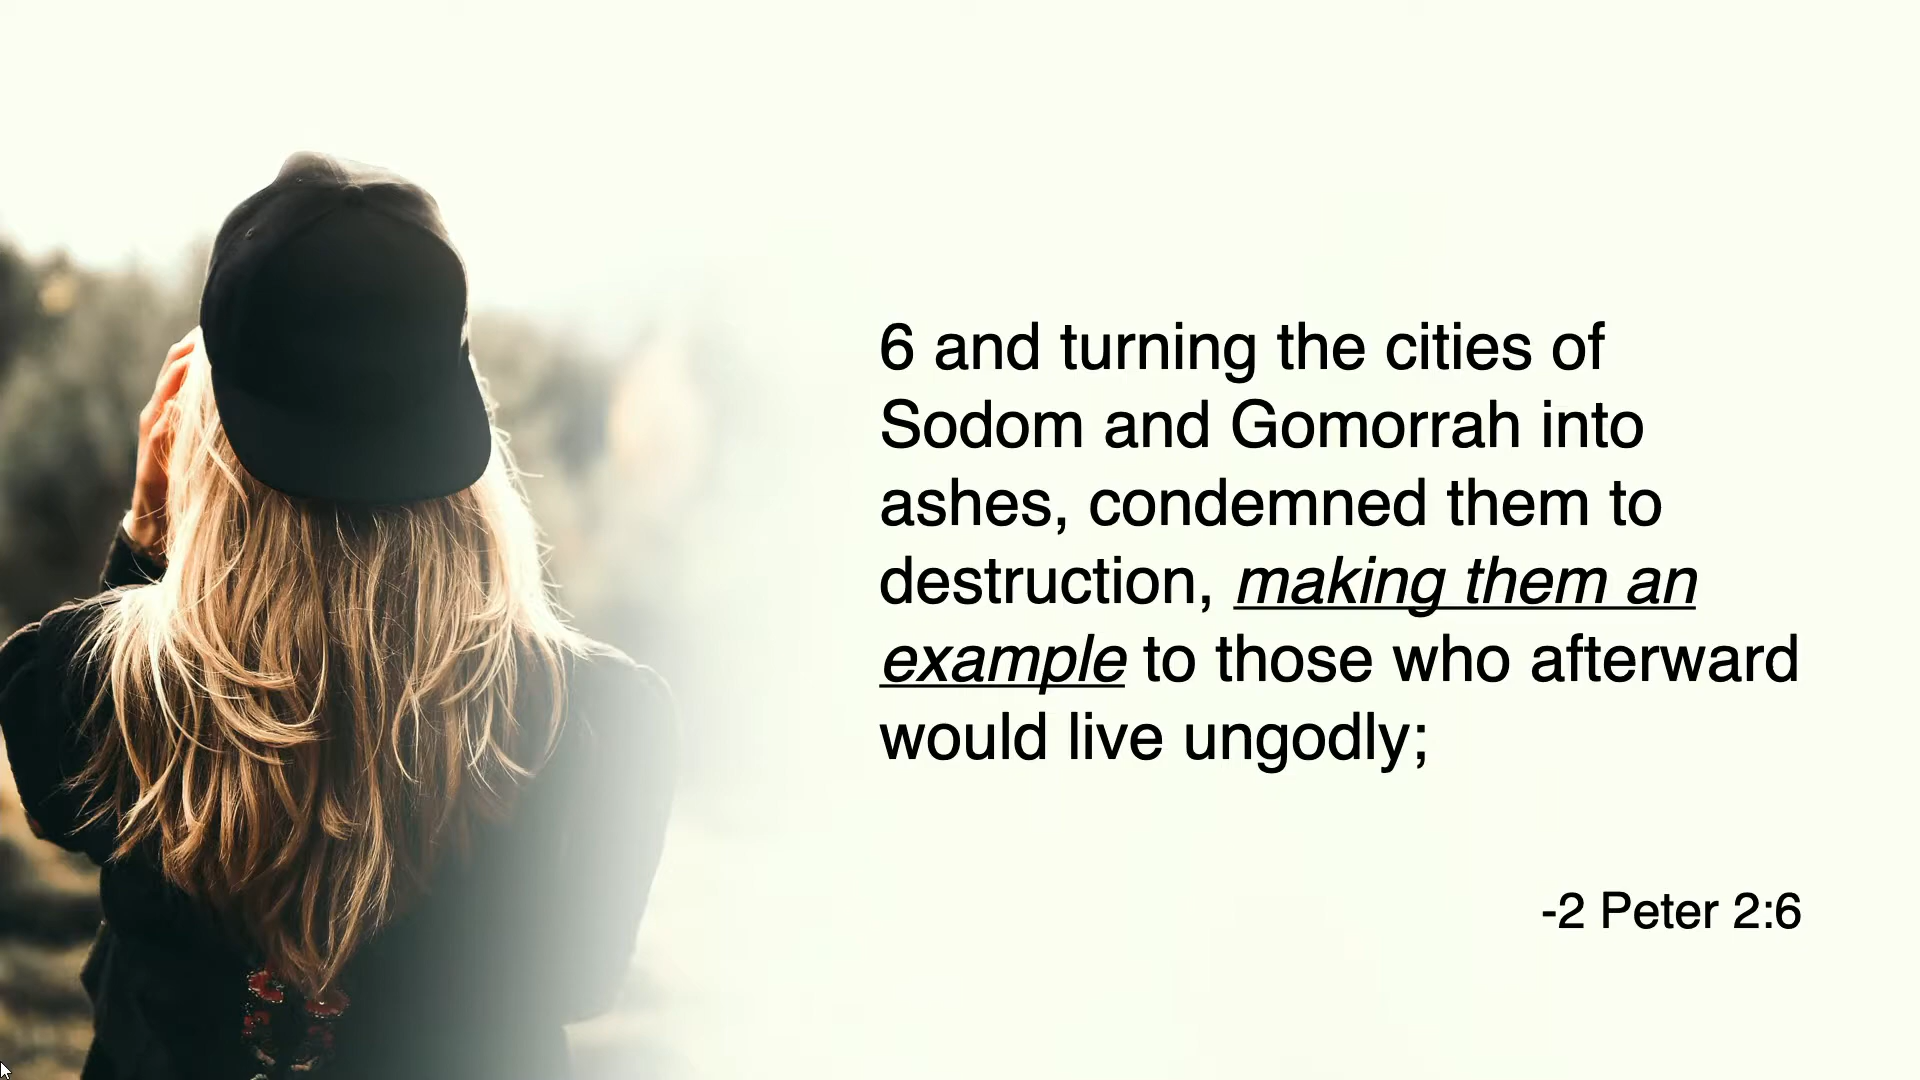 6 and turning the cities of
Sodom and Gomorrah into
ashes, condemned them to
destruction, making them an
example to those who afterward
would live ungodly;
-2 Peter 2:6